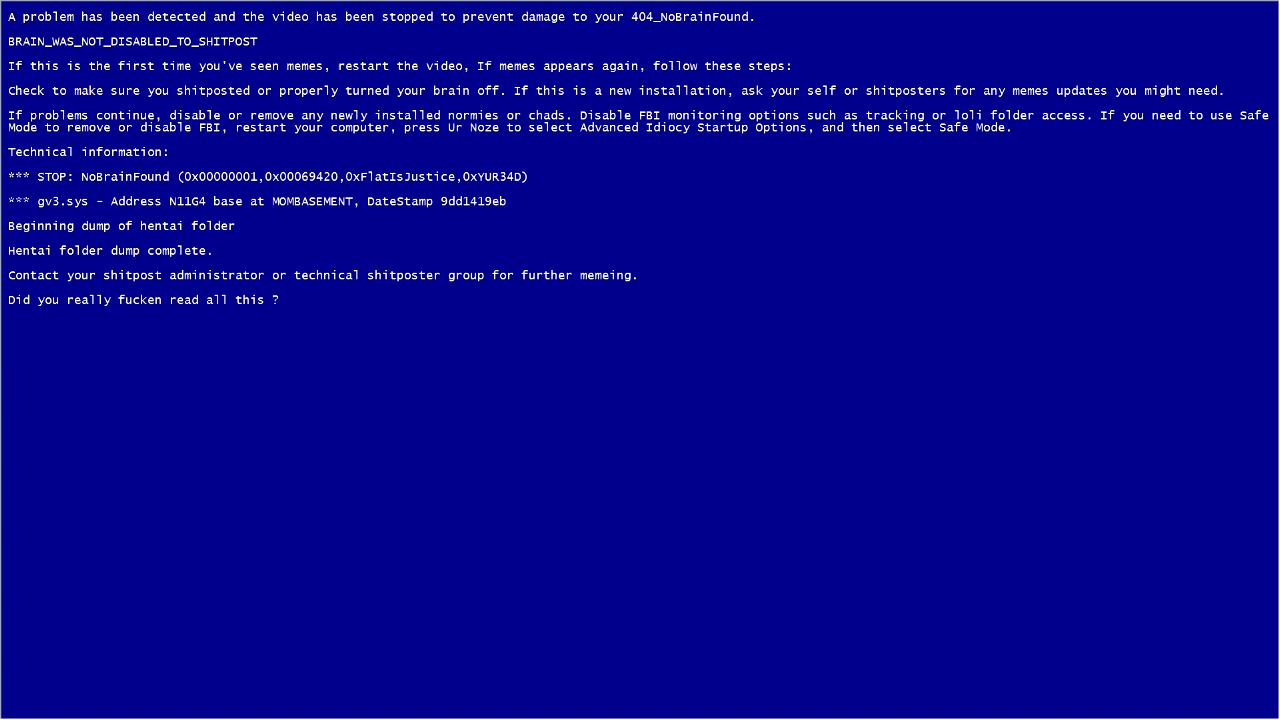 A problem has been detected and the video has been stopped to prevent damage to your 404_NoBrainFound.
BRAIN_WAS_NOT_DISABLED_TO_SHITPOST
If this is the first time you've seen memes, restart the video, If memes appears again, follow these steps:
Check to make sure you shitposted or properly turned your brain off. If this is a new installation, ask your self or shitposters for any memes updates you might need.
If problems continue, disable or remove any newly installed normies or chads. Disable FBI monitoring options such as tracking or loli folder access. If you need to use Safe
Mode to remove or disable FBI, restart your computer, press Ur Noze to select Advanced Idiocy Startup Options, and then select Safe Mode.
Technical information:
*** STOP: NoBrainFound (0x00000001,0x00069420,0xFlatIsJustice,0xYUR34D)
*** gv3.sys - Address N11G4 base at MOMBASEMENT, DateStamp 9dd1419eb
Beginning dump of hentai folder
Hentai folder dump complete.
Contact your shitpost administrator or technical shitposter group for further memeing.
Did you really fucken read all this ?